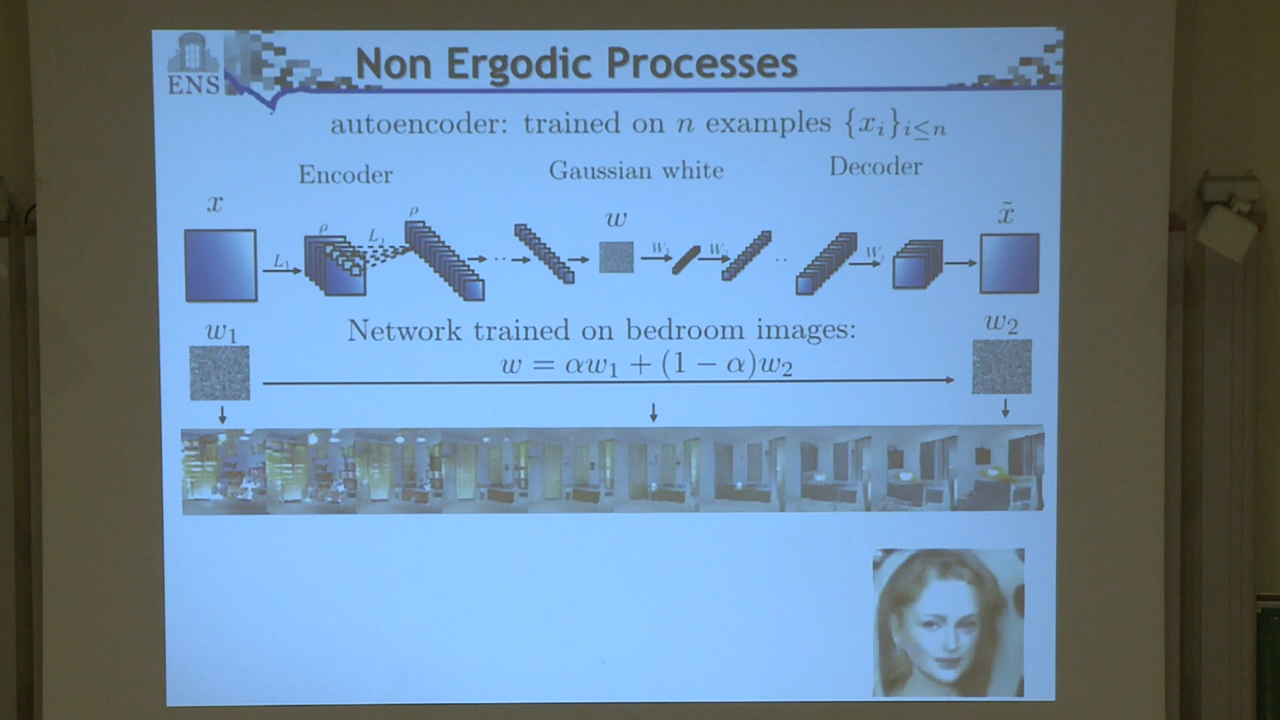 ENS
Non Ergodic Processes
autoencoder: trained on n examples {x_i}_{i≤n}
Encoder Gaussian white Decoder
x ρ L_1 ρ L_2 w W_1 W_2 W_j x̃
w_1 Network trained on bedroom images: w_2
w = αw_1 + (1 − α)w_2